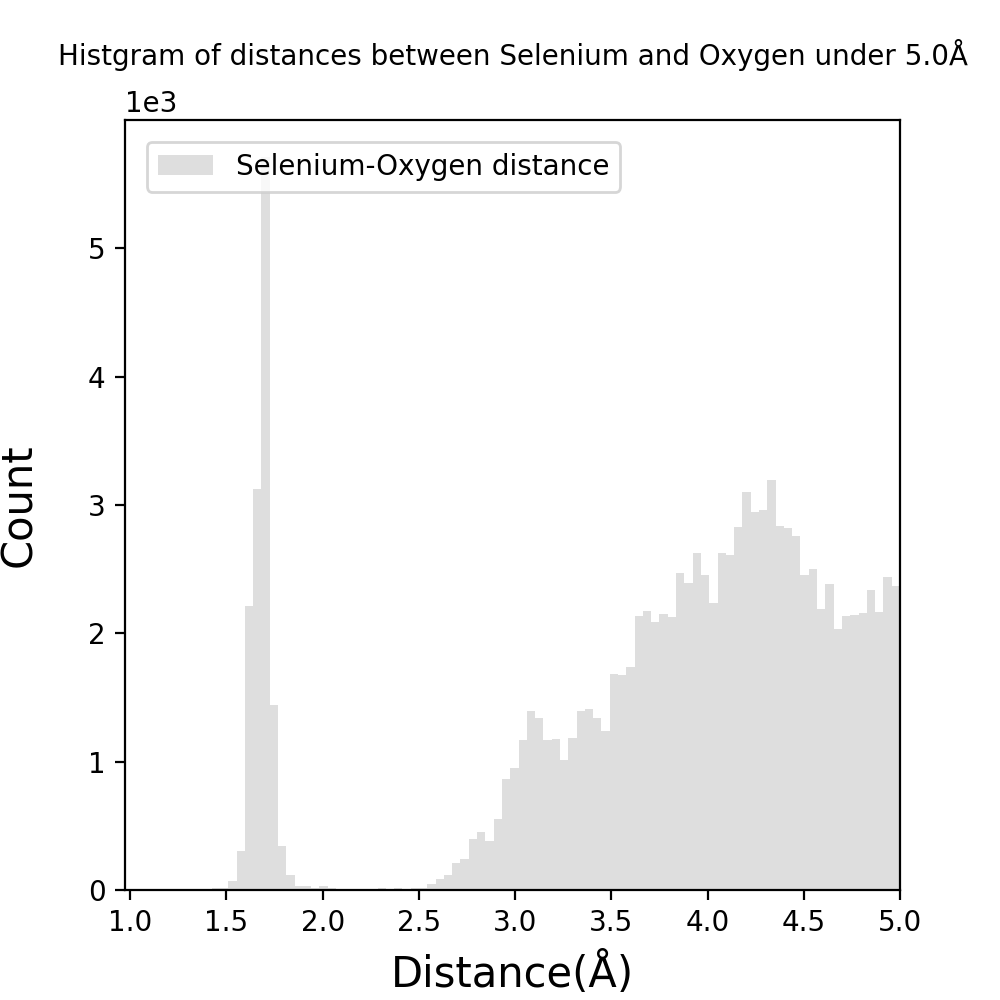 Histgram of distances between Selenium and Oxygen under 5.0Å
1e3
Selenium-Oxygen distance
5
4
3
2
1
0
Count
1.0 1.5 2.0 2.5 3.0 3.5 4.0 4.5 5.0
Distance(Å)